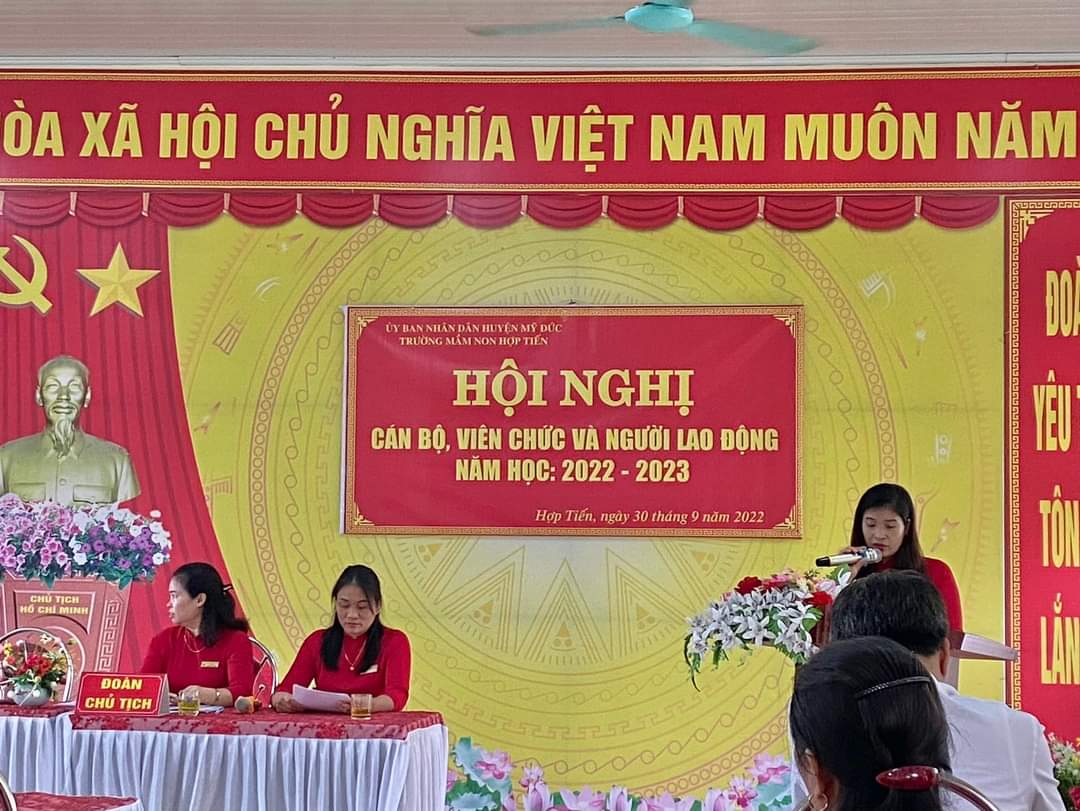 ÒA XÃ HỘI CHỦ NGHĨA VIỆT NAM MUÔN NĂM
ỦY BAN NHÂN DÂN HUYỆN MỸ ĐỨC
TRƯỜNG MẦM NON HỢP TIẾN
HỘI NGHỊ
CÁN BỘ, VIÊN CHỨC VÀ NGƯỜI LAO ĐỘNG
NĂM HỌC: 2022 - 2023
Hợp Tiến, ngày 30 tháng 9 năm 2022
CHỦ TỊCH
HỒ CHÍ MINH
ĐOÀN
CHỦ TỊCH
ĐOÀ
YÊU
TÔN
LẮN